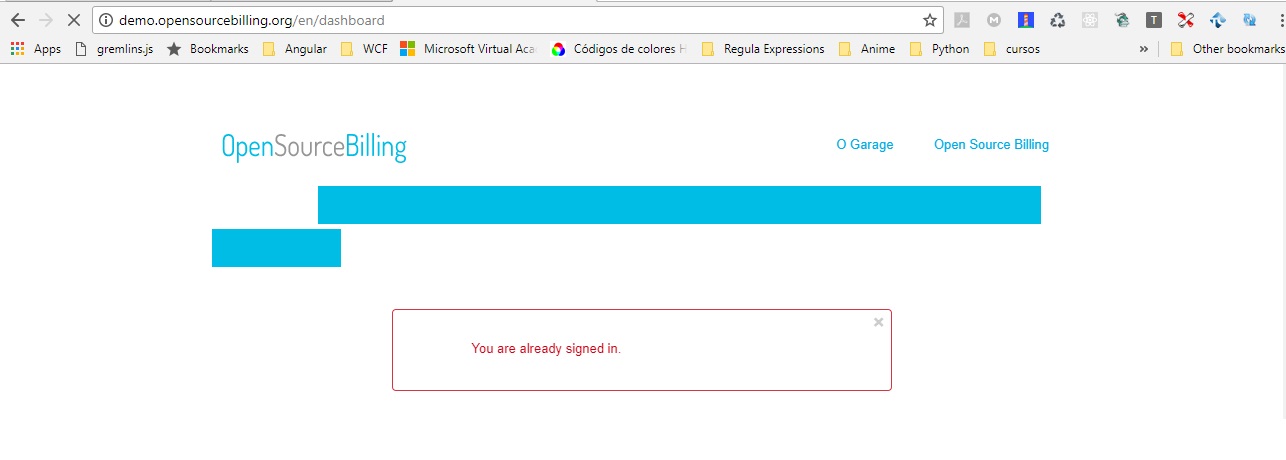 demo.opensourcebilling.org/en/dashboard
T
Apps gremlins.js Bookmarks Angular WCF Microsoft Virtual Aca Códigos de colores H Regula Expressions Anime Python cursos » Other bookmarks
OpenSourceBilling O Garage Open Source Billing
You are already signed in.